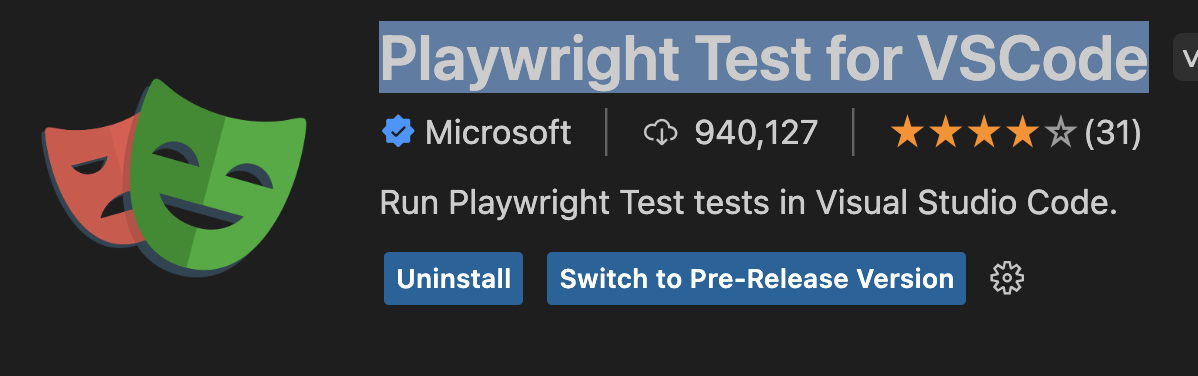 Playwright Test for VSCode
Microsoft 940,127 (31)
Run Playwright Test tests in Visual Studio Code.
Uninstall Switch to Pre-Release Version